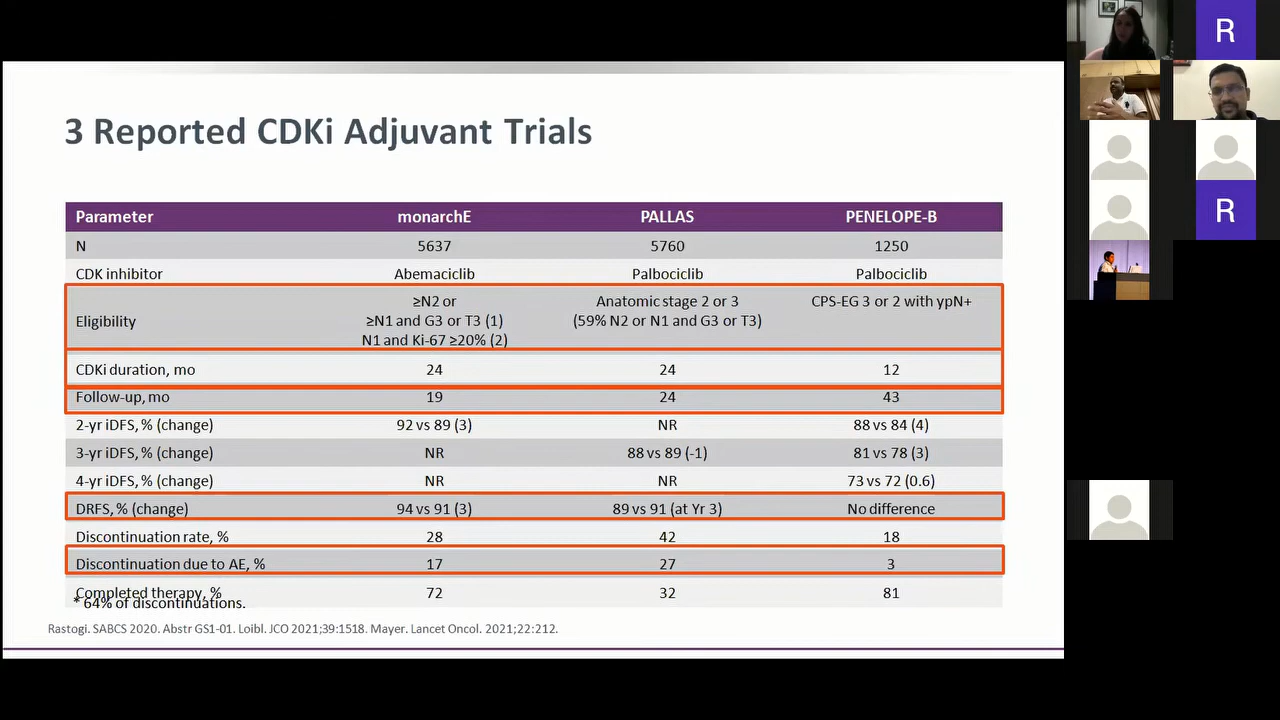 R
3 Reported CDKi Adjuvant Trials
Parameter monarchE PALLAS PENELOPE-B
N 5637 5760 1250
CDK inhibitor Abemaciclib Palbociclib Palbociclib
Eligibility ≥N2 or
≥N1 and G3 or T3 (1)
N1 and Ki-67 ≥20% (2) Anatomic stage 2 or 3
(59% N2 or N1 and G3 or T3) CPS-EG 3 or 2 with ypN+
CDKi duration, mo 24 24 12
Follow-up, mo 19 24 43
2-yr iDFS, % (change) 92 vs 89 (3) NR 88 vs 84 (4)
3-yr iDFS, % (change) NR 88 vs 89 (-1) 81 vs 78 (3)
4-yr iDFS, % (change) NR NR 73 vs 72 (0.6)
DRFS, % (change) 94 vs 91 (3) 89 vs 91 (at Yr 3) No difference
Discontinuation rate, % 28 42 18
Discontinuation due to AE, % 17 27 3
Completed therapy, % 72 32 81
* 64% of discontinuations.
Rastogi. SABCS 2020. Abstr GS1-01. Loibl. JCO 2021;39:1518. Mayer. Lancet Oncol. 2021;22:212.
R